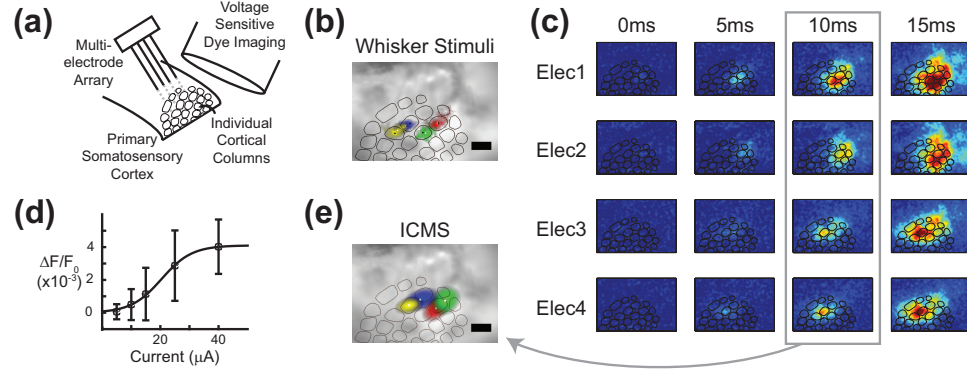 (a)
Multi-
electrode
Arrary
Voltage
Sensitive
Dye Imaging
Primary
Somatosensory
Cortex
Individual
Cortical
Columns
(b)
Whisker Stimuli
(c)
0ms 5ms 10ms 15ms
Elec1
Elec2
Elec3
Elec4
(d)
ΔF/F0
(x10-3)
4
2
0
20 40
Current (μA)
(e)
ICMS